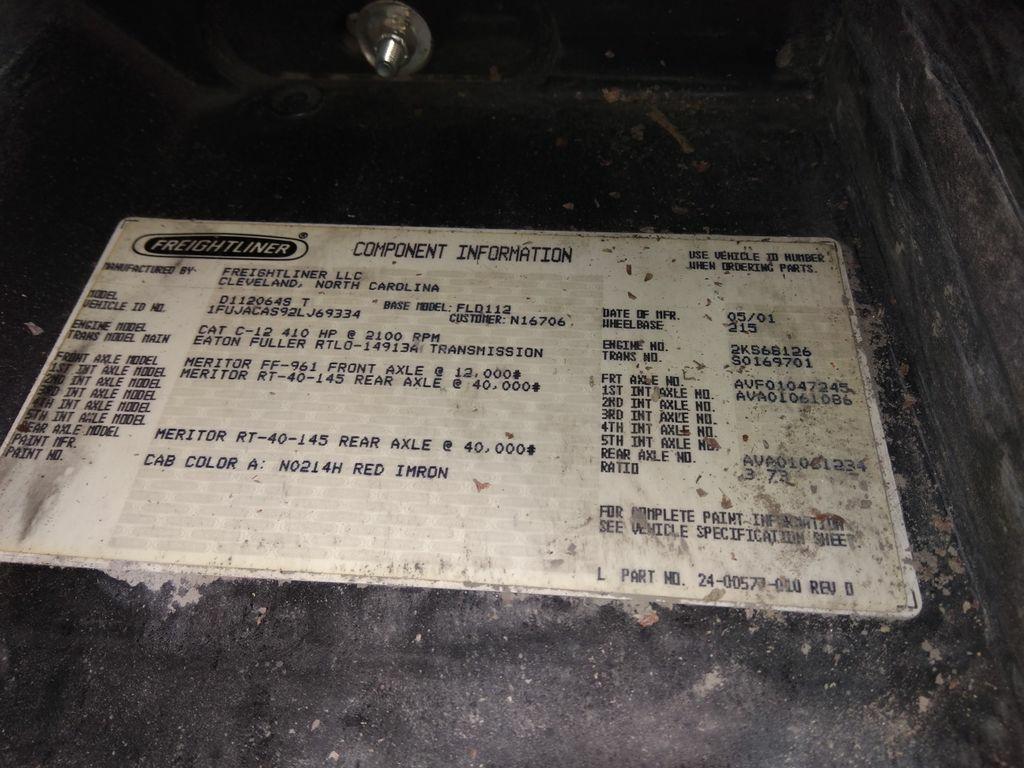 FREIGHTLINER® COMPONENT INFORMATION
USE VEHICLE ID NUMBER
WHEN ORDERING PARTS.
MANUFACTURED BY: FREIGHTLINER LLC
CLEVELAND, NORTH CAROLINA
MODEL D112064S T BASE MODEL: FLD112
VEHICLE ID NO. 1FUJACAS92LJ69334 CUSTOMER: N16706
DATE OF MFR. 05/01
WHEELBASE 215
ENGINE MODEL CAT C-12 410 HP @ 2100 RPM
TRANS MODEL MAIN EATON FULLER RTLO-14913A TRANSMISSION
ENGINE NO. 2KS68126
TRANS NO. S0169701
FRONT AXLE MODEL MERITOR FF-961 FRONT AXLE @ 12,000#
1ST INT AXLE MODEL MERITOR RT-40-145 REAR AXLE @ 40,000#
2ND INT AXLE MODEL
3RD INT AXLE MODEL
4TH INT AXLE MODEL
5TH INT AXLE MODEL
REAR AXLE MODEL MERITOR RT-40-145 REAR AXLE @ 40,000#
PAINT MFR.
PAINT NO. CAB COLOR A: N0214H RED IMRON
FRT AXLE NO. AVF01047245
1ST INT AXLE NO. AVA01061086
2ND INT AXLE NO.
3RD INT AXLE NO.
4TH INT AXLE NO.
5TH INT AXLE NO.
REAR AXLE NO. AVA01061234
RATIO 3.73
FOR COMPLETE PAINT INFORMATION
SEE VEHICLE SPECIFICATION SHEET.
L PART NO. 24-00577-010 REV D